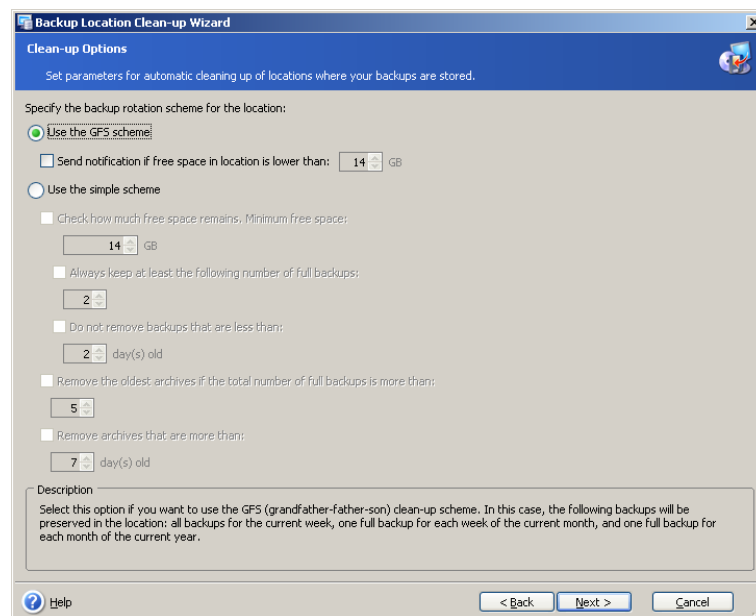 Backup Location Clean-up Wizard
Clean-up Options
Set parameters for automatic cleaning up of locations where your backups are stored.
Specify the backup rotation scheme for the location:
Use the GFS scheme
Send notification if free space in location is lower than: 14 GB
Use the simple scheme
Check how much free space remains. Minimum free space:
14 GB
Always keep at least the following number of full backups:
2
Do not remove backups that are less than:
2 day(s) old
Remove the oldest archives if the total number of full backups is more than:
5
Remove archives that are more than:
7 day(s) old
Description
Select this option if you want to use the GFS (grandfather-father-son) clean-up scheme. In this case, the following backups will be
preserved in the location: all backups for the current week, one full backup for each week of the current month, and one full backup for
each month of the current year.
Help < Back Next > Cancel